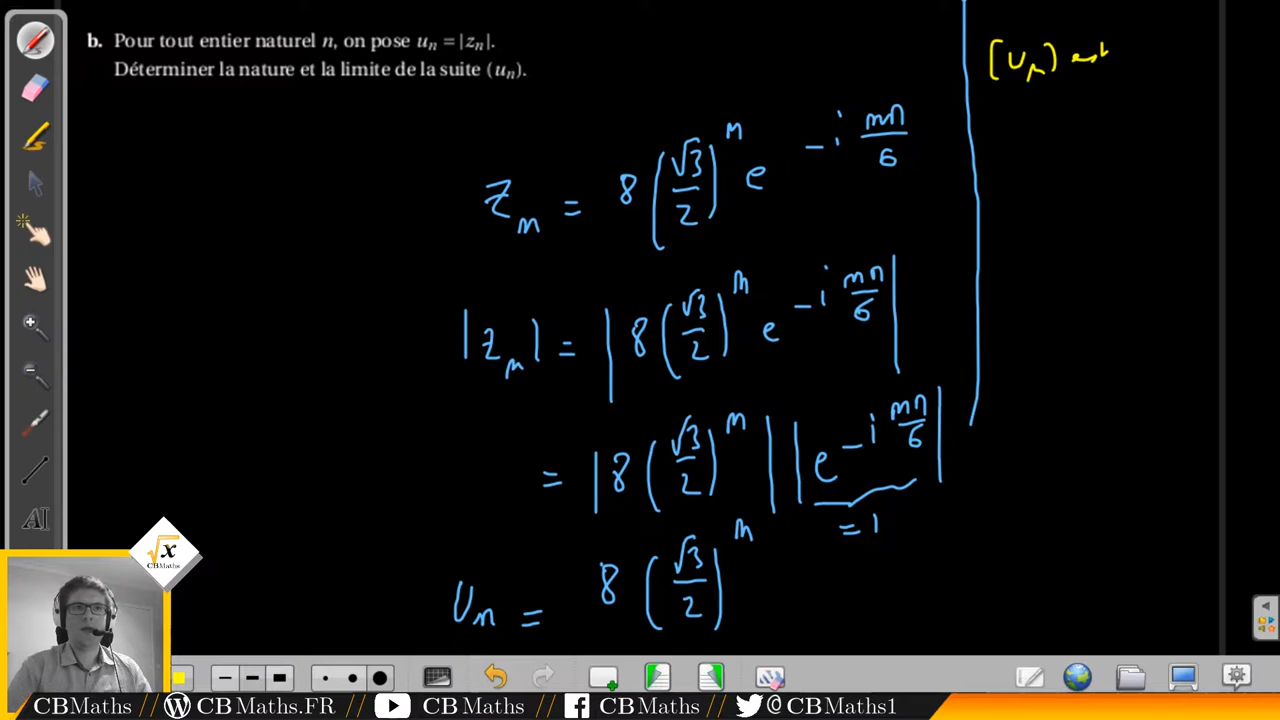 b. Pour tout entier naturel n, on pose uₙ = |zₙ|.
Déterminer la nature et la limite de la suite (uₙ).
(Uₙ) est
Zₙ = 8 (√3/2)ⁿ e^(-i nπ/6)
|Zₙ| = |8 (√3/2)ⁿ e^(-i nπ/6)|
= |8 (√3/2)ⁿ| |e^(-i nπ/6)|
= 1
Uₙ = 8 (√3/2)ⁿ
√x
CBMaths
AI
CBMaths CBMaths.FR CBMaths CBMaths @CBMaths1